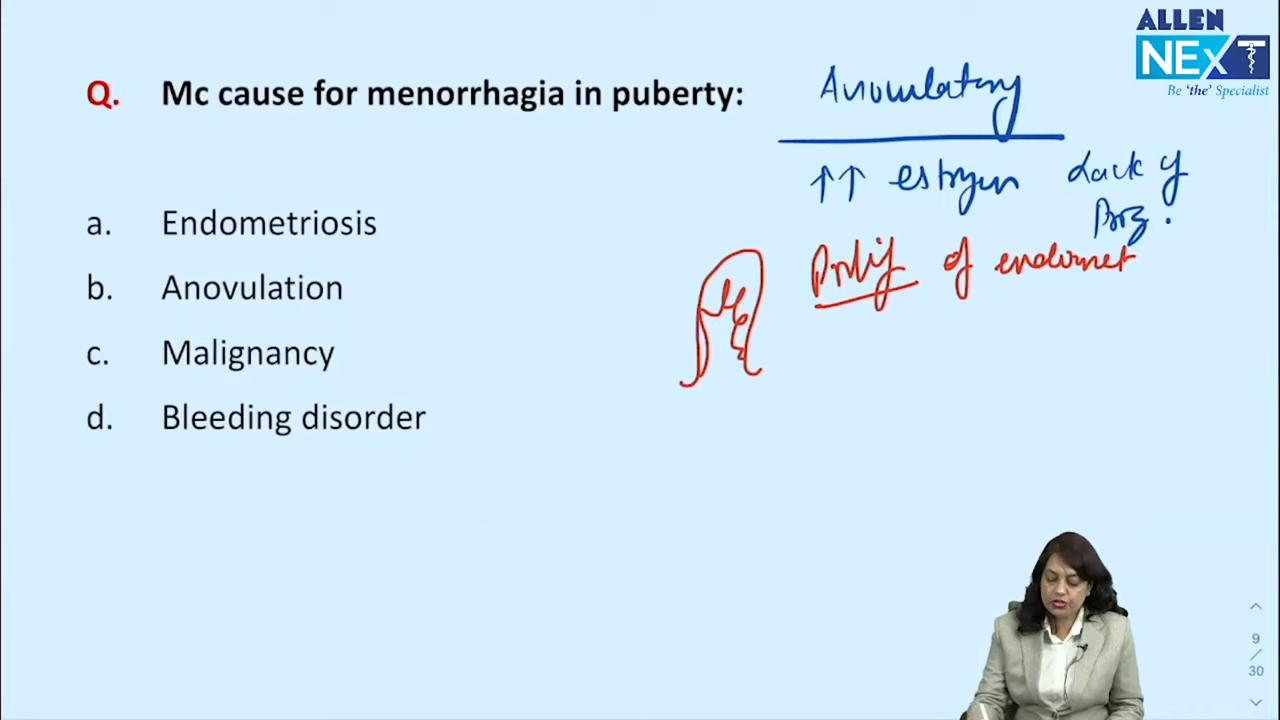 ALLEN
NEXT
Be 'the' Specialist
Q. Mc cause for menorrhagia in puberty:
Anovulatory
↑↑ estrogen Lack of
Prog.
Prolif of endomet
a. Endometriosis
b. Anovulation
c. Malignancy
d. Bleeding disorder
9
/
30